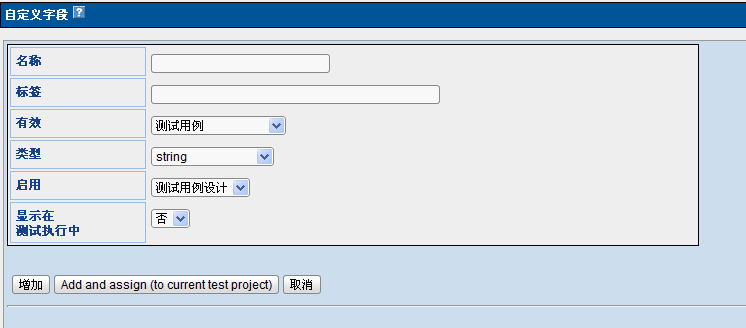 自定义字段 ?
名称
标签
有效 测试用例
类型 string
启用 测试用例设计
显示在
测试执行中 否
增加 Add and assign (to current test project) 取消